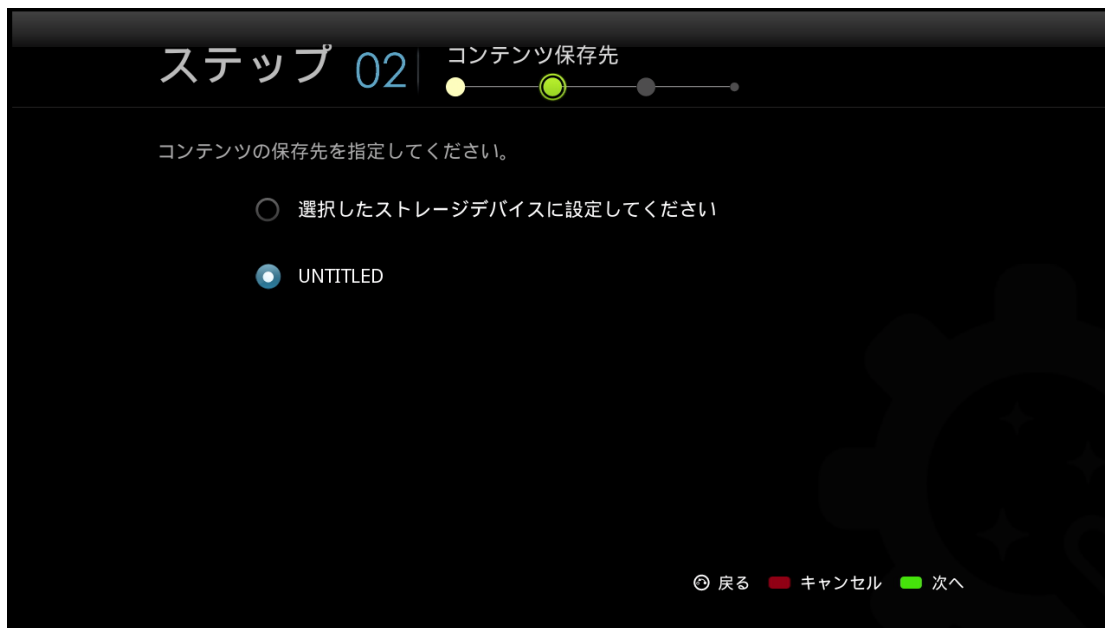 ステップ 02
コンテンツ保存先
コンテンツの保存先を指定してください。
選択したストレージデバイスに設定してください
UNTITLED
戻る キャンセル 次へ